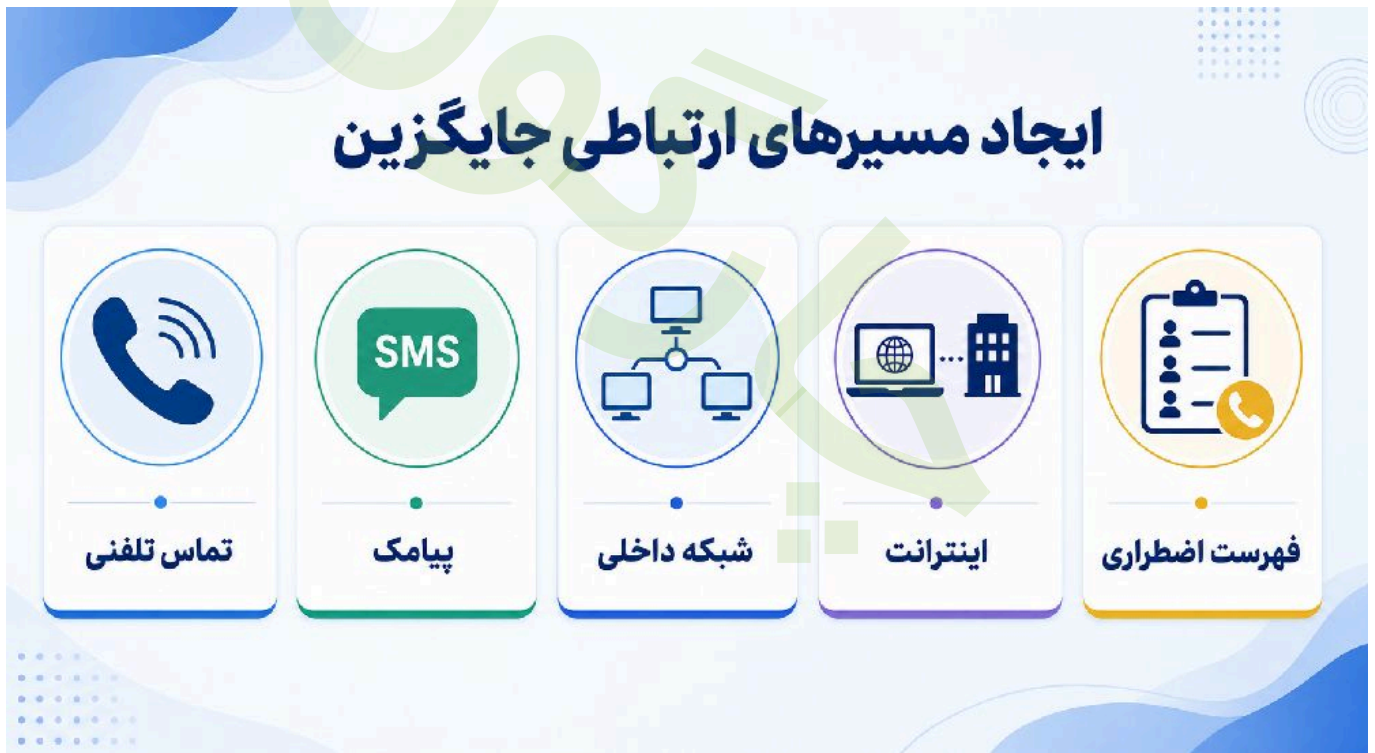 ایجاد مسیرهای ارتباطی جایگزین
فهرست اضطراری
اینترانت
شبکه داخلی
SMS
پیامک
تماس تلفنی